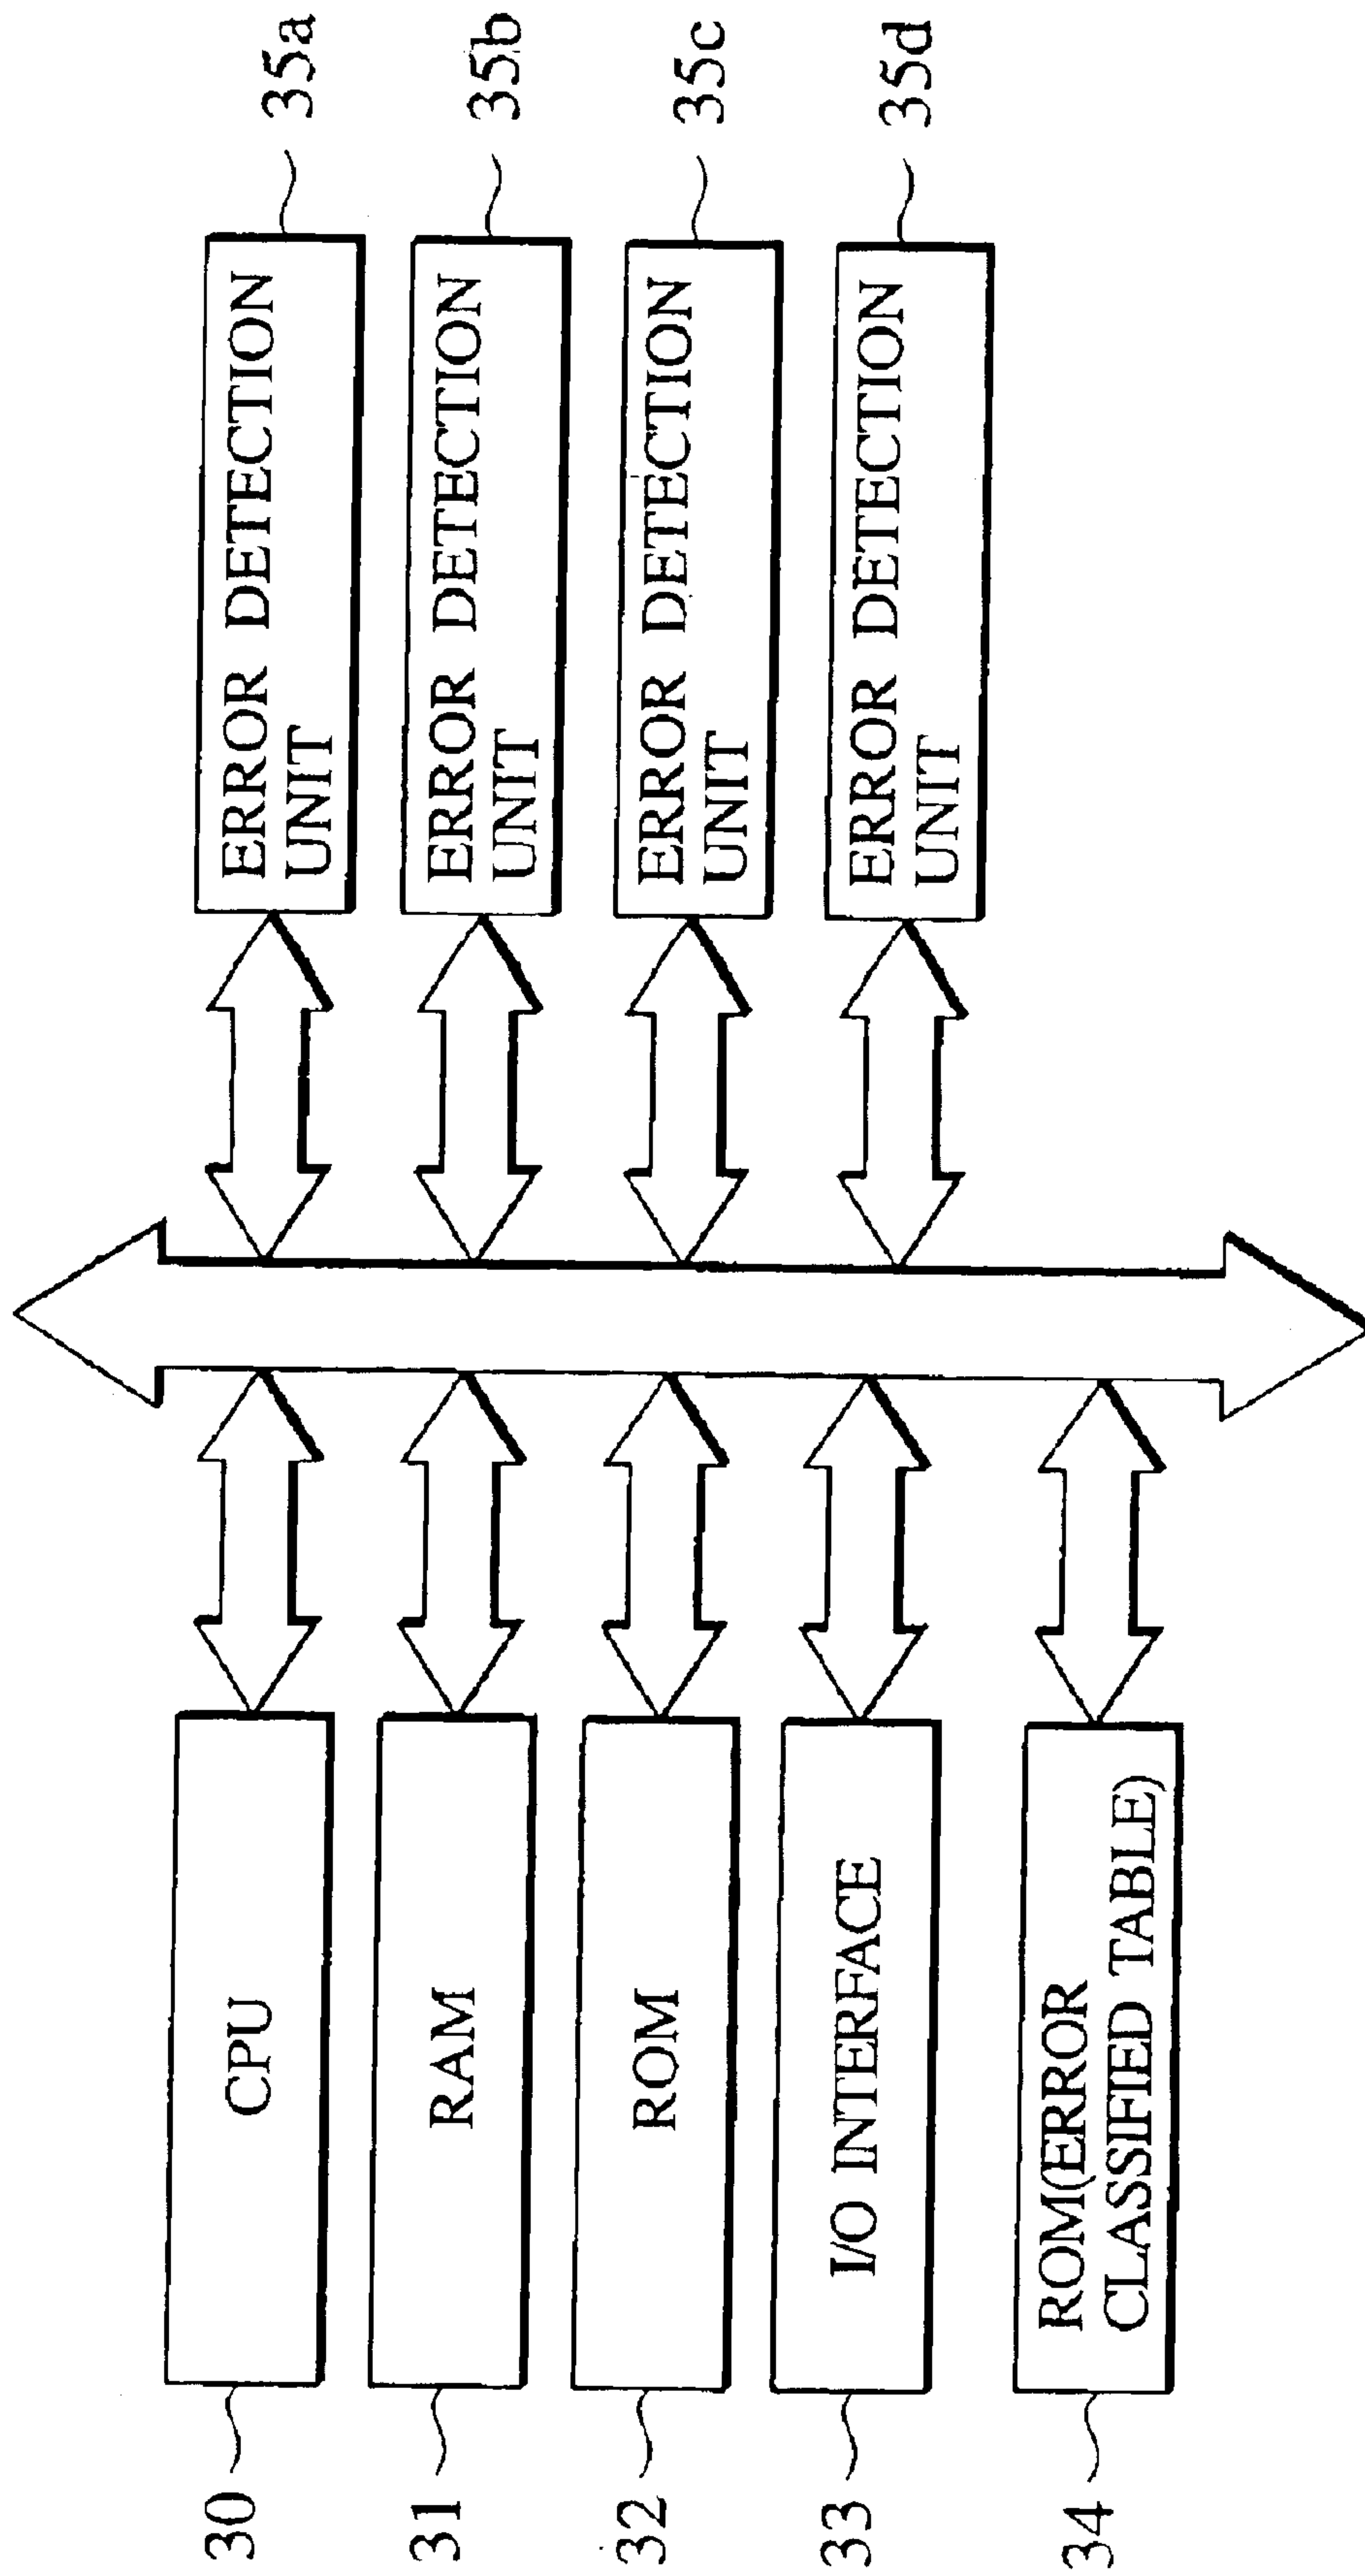 30
CPU
31
RAM
32
ROM
33
I/O INTERFACE
34
ROM(ERROR
CLASSIFIED TABLE)
ERROR DETECTION
UNIT
35a
ERROR DETECTION
UNIT
35b
ERROR DETECTION
UNIT
35c
ERROR DETECTION
UNIT
35d